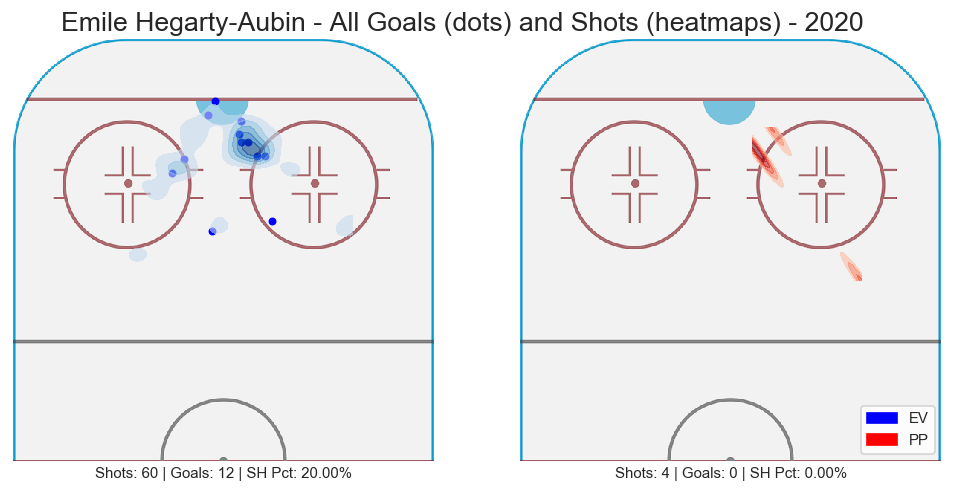 Emile Hegarty-Aubin - All Goals (dots) and Shots (heatmaps) - 2020
EV
PP
Shots: 60 | Goals: 12 | SH Pct: 20.00%
Shots: 4 | Goals: 0 | SH Pct: 0.00%